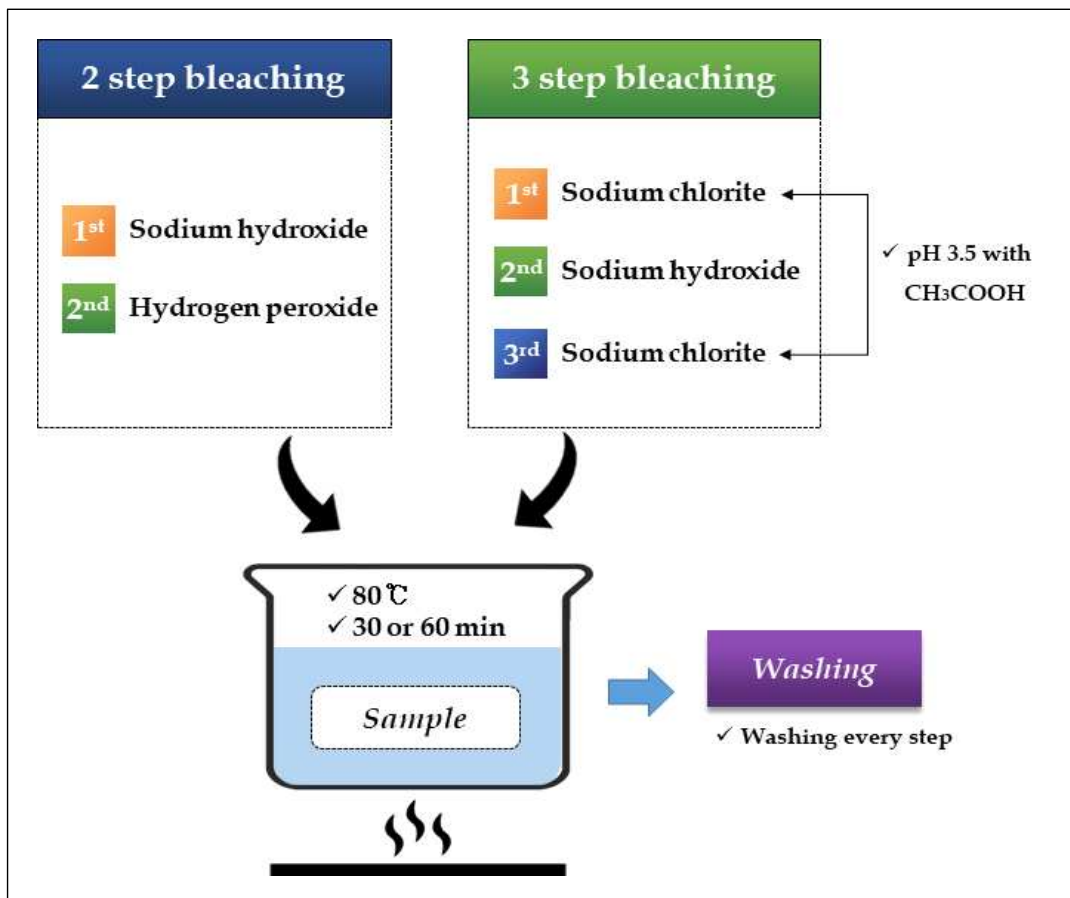 2 step bleaching
1st Sodium hydroxide
2nd Hydrogen peroxide
3 step bleaching
1st Sodium chlorite
2nd Sodium hydroxide
3rd Sodium chlorite
✓ pH 3.5 with
CH₃COOH
✓ 80℃
✓ 30 or 60 min
Sample
Washing
✓ Washing every step